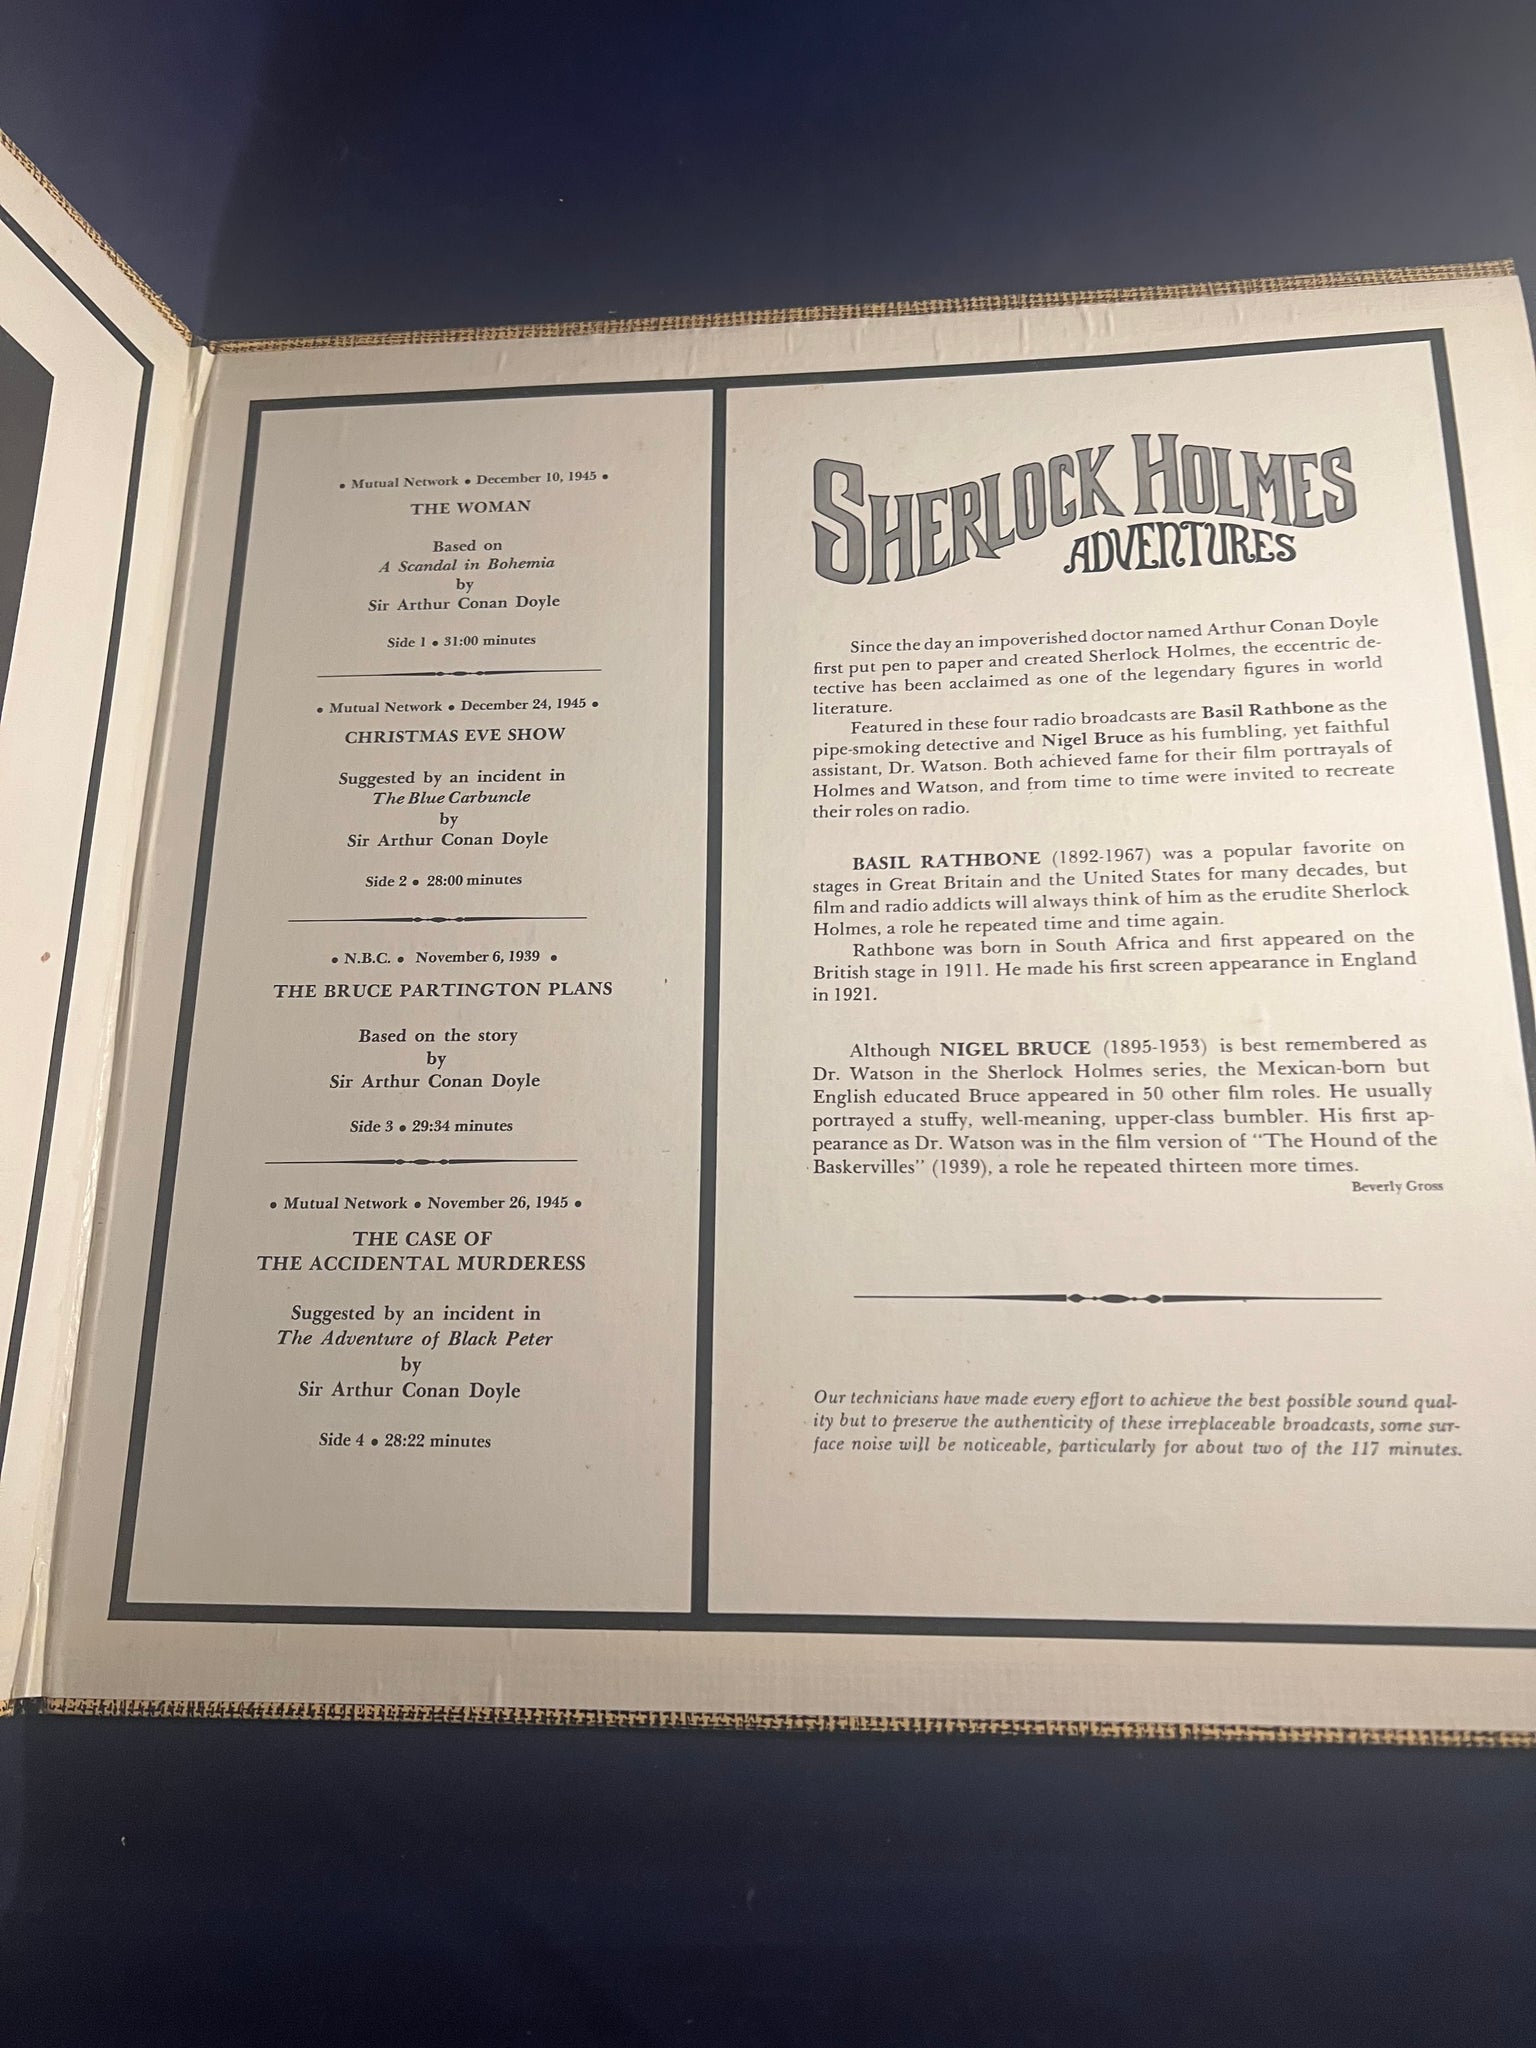 • Mutual Network • December 10, 1945 •
THE WOMAN
Based on
A Scandal in Bohemia
by
Sir Arthur Conan Doyle
Side 1 • 31:00 minutes
• Mutual Network • December 24, 1945 •
CHRISTMAS EVE SHOW
Suggested by an incident in
The Blue Carbuncle
by
Sir Arthur Conan Doyle
Side 2 • 28:00 minutes
• N.B.C. • November 6, 1939 •
THE BRUCE PARTINGTON PLANS
Based on the story
by
Sir Arthur Conan Doyle
Side 3 • 29:34 minutes
• Mutual Network • November 26, 1945 •
THE CASE OF
THE ACCIDENTAL MURDERESS
Suggested by an incident in
The Adventure of Black Peter
by
Sir Arthur Conan Doyle
Side 4 • 28:22 minutes
SHERLOCK HOLMES
ADVENTURES
Since the day an impoverished doctor named Arthur Conan Doyle
first put pen to paper and created Sherlock Holmes, the eccentric de-
tective has been acclaimed as one of the legendary figures in world
literature.
Featured in these four radio broadcasts are Basil Rathbone as the
pipe-smoking detective and Nigel Bruce as his fumbling, yet faithful
assistant, Dr. Watson. Both achieved fame for their film portrayals of
Holmes and Watson, and from time to time were invited to recreate
their roles on radio.
BASIL RATHBONE (1892-1967) was a popular favorite on
stages in Great Britain and the United States for many decades, but
film and radio addicts will always think of him as the erudite Sherlock
Holmes, a role he repeated time and time again.
Rathbone was born in South Africa and first appeared on the
British stage in 1911. He made his first screen appearance in England
in 1921.
Although NIGEL BRUCE (1895-1953) is best remembered as
Dr. Watson in the Sherlock Holmes series, the Mexican-born but
English educated Bruce appeared in 50 other film roles. He usually
portrayed a stuffy, well-meaning, upper-class bumbler. His first ap-
pearance as Dr. Watson was in the film version of "The Hound of the
Baskervilles" (1939), a role he repeated thirteen more times.
Beverly Gross
Our technicians have made every effort to achieve the best possible sound qual-
ity but to preserve the authenticity of these irreplaceable broadcasts, some sur-
face noise will be noticeable, particularly for about two of the 117 minutes.